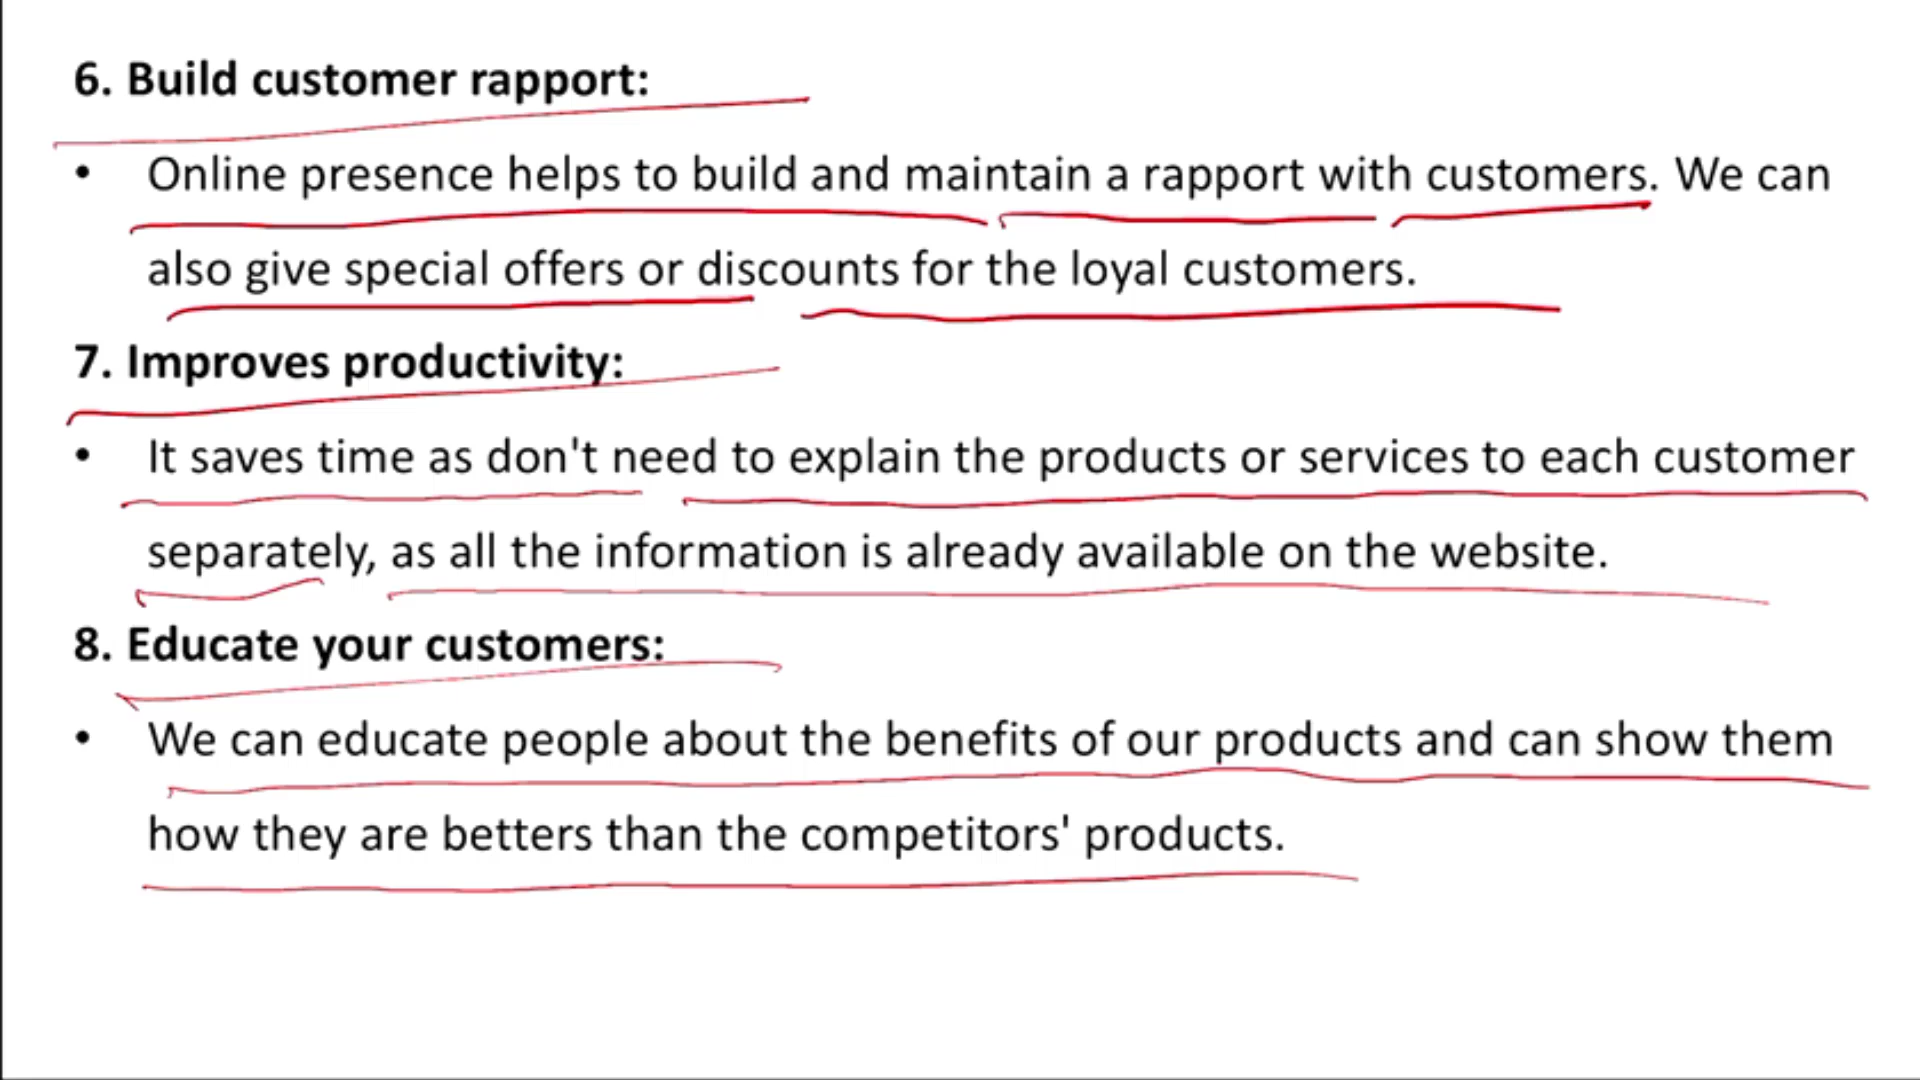 6. Build customer rapport:
• Online presence helps to build and maintain a rapport with customers. We can
also give special offers or discounts for the loyal customers.
7. Improves productivity:
• It saves time as don't need to explain the products or services to each customer
separately, as all the information is already available on the website.
8. Educate your customers:
• We can educate people about the benefits of our products and can show them
how they are betters than the competitors' products.